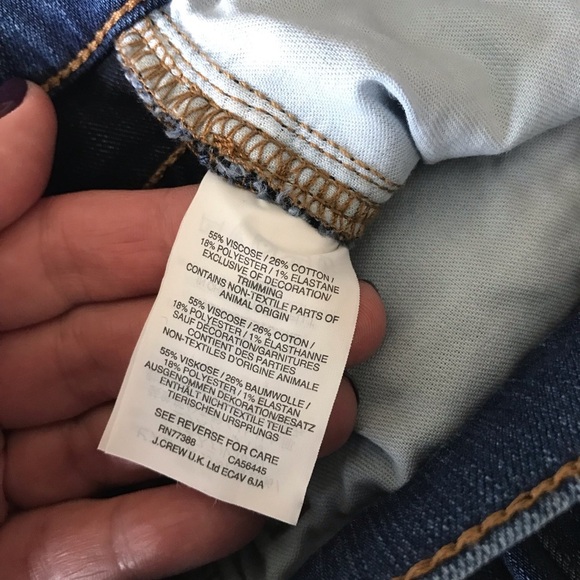 55% VISCOSE / 26% COTTON /
18% POLYESTER / 1% ELASTANE
EXCLUSIVE OF DECORATION/
TRIMMING
CONTAINS NON-TEXTILE PARTS OF
ANIMAL ORIGIN
55% VISCOSE / 26% COTON /
18% POLYESTER / 1% ELASTHANNE
SAUF DÉCORATION/GARNITURES
CONTIENT DES PARTIES
NON-TEXTILES D'ORIGINE ANIMALE
55% VISKOSE / 26% BAUMWOLLE /
18% POLYESTER / 1% ELASTAN
AUSGENOMMEN DEKORATION/BESATZ
ENTHÄLT NICHTTEXTILE TEILE
TIERISCHEN URSPRUNGS
SEE REVERSE FOR CARE
RN77388 CA56445
J.CREW U.K. Ltd EC4V 6JA